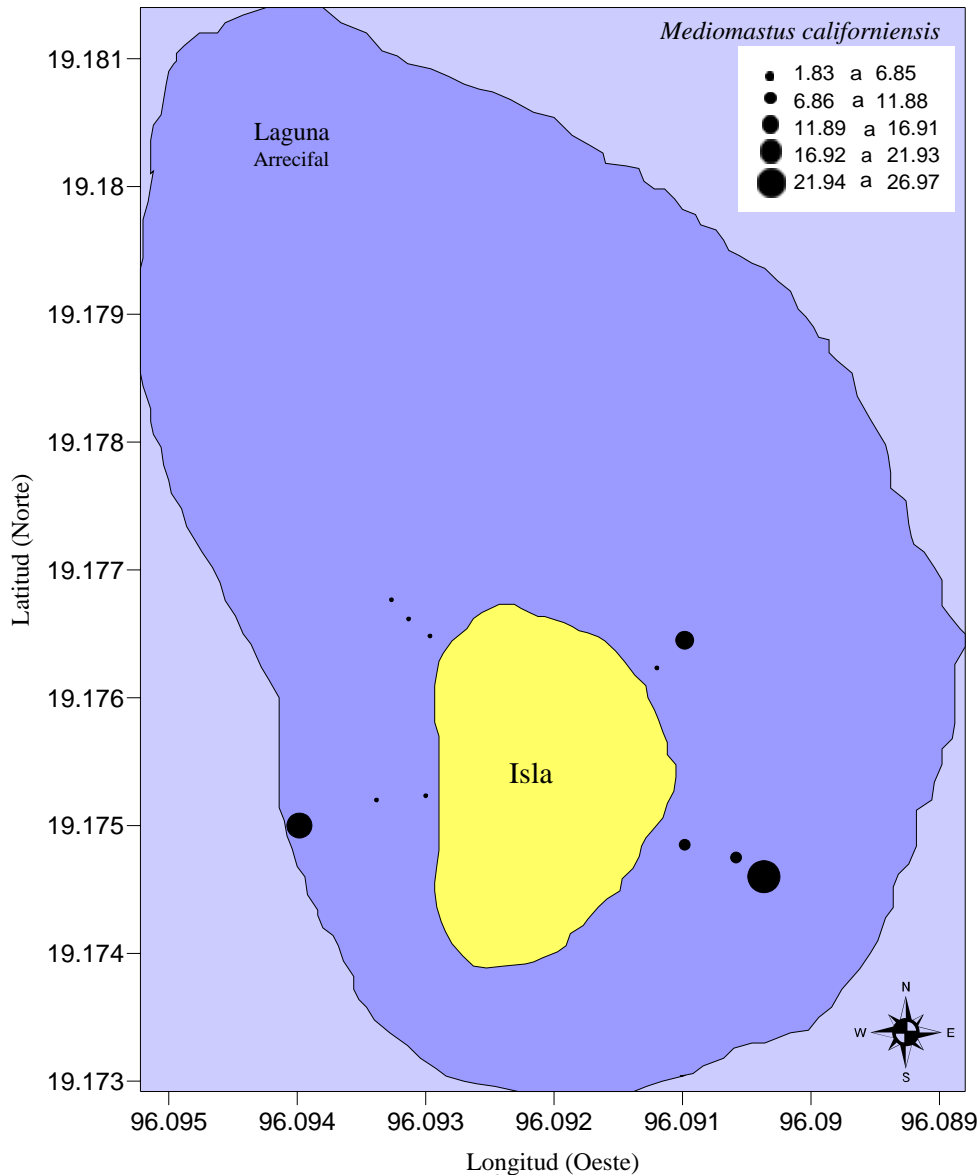 Mediomastus californiensis
1.83 a 6.85
6.86 a 11.88
11.89 a 16.91
16.92 a 21.93
21.94 a 26.97
Laguna
Arrecifal
Isla
N
W E
S
Latitud (Norte)
19.181
19.18
19.179
19.178
19.177
19.176
19.175
19.174
19.173
96.095 96.094 96.093 96.092 96.091 96.09 96.089
Longitud (Oeste)